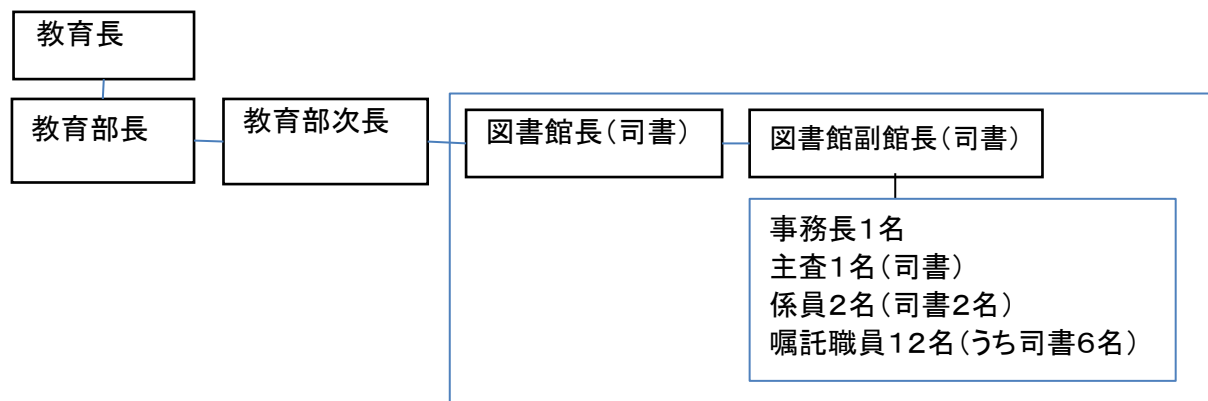 教育長
教育部長
教育部次長
図書館長(司書)
図書館副館長(司書)
事務長1名
主査1名(司書)
係員2名(司書2名)
嘱託職員12名(うち司書6名)